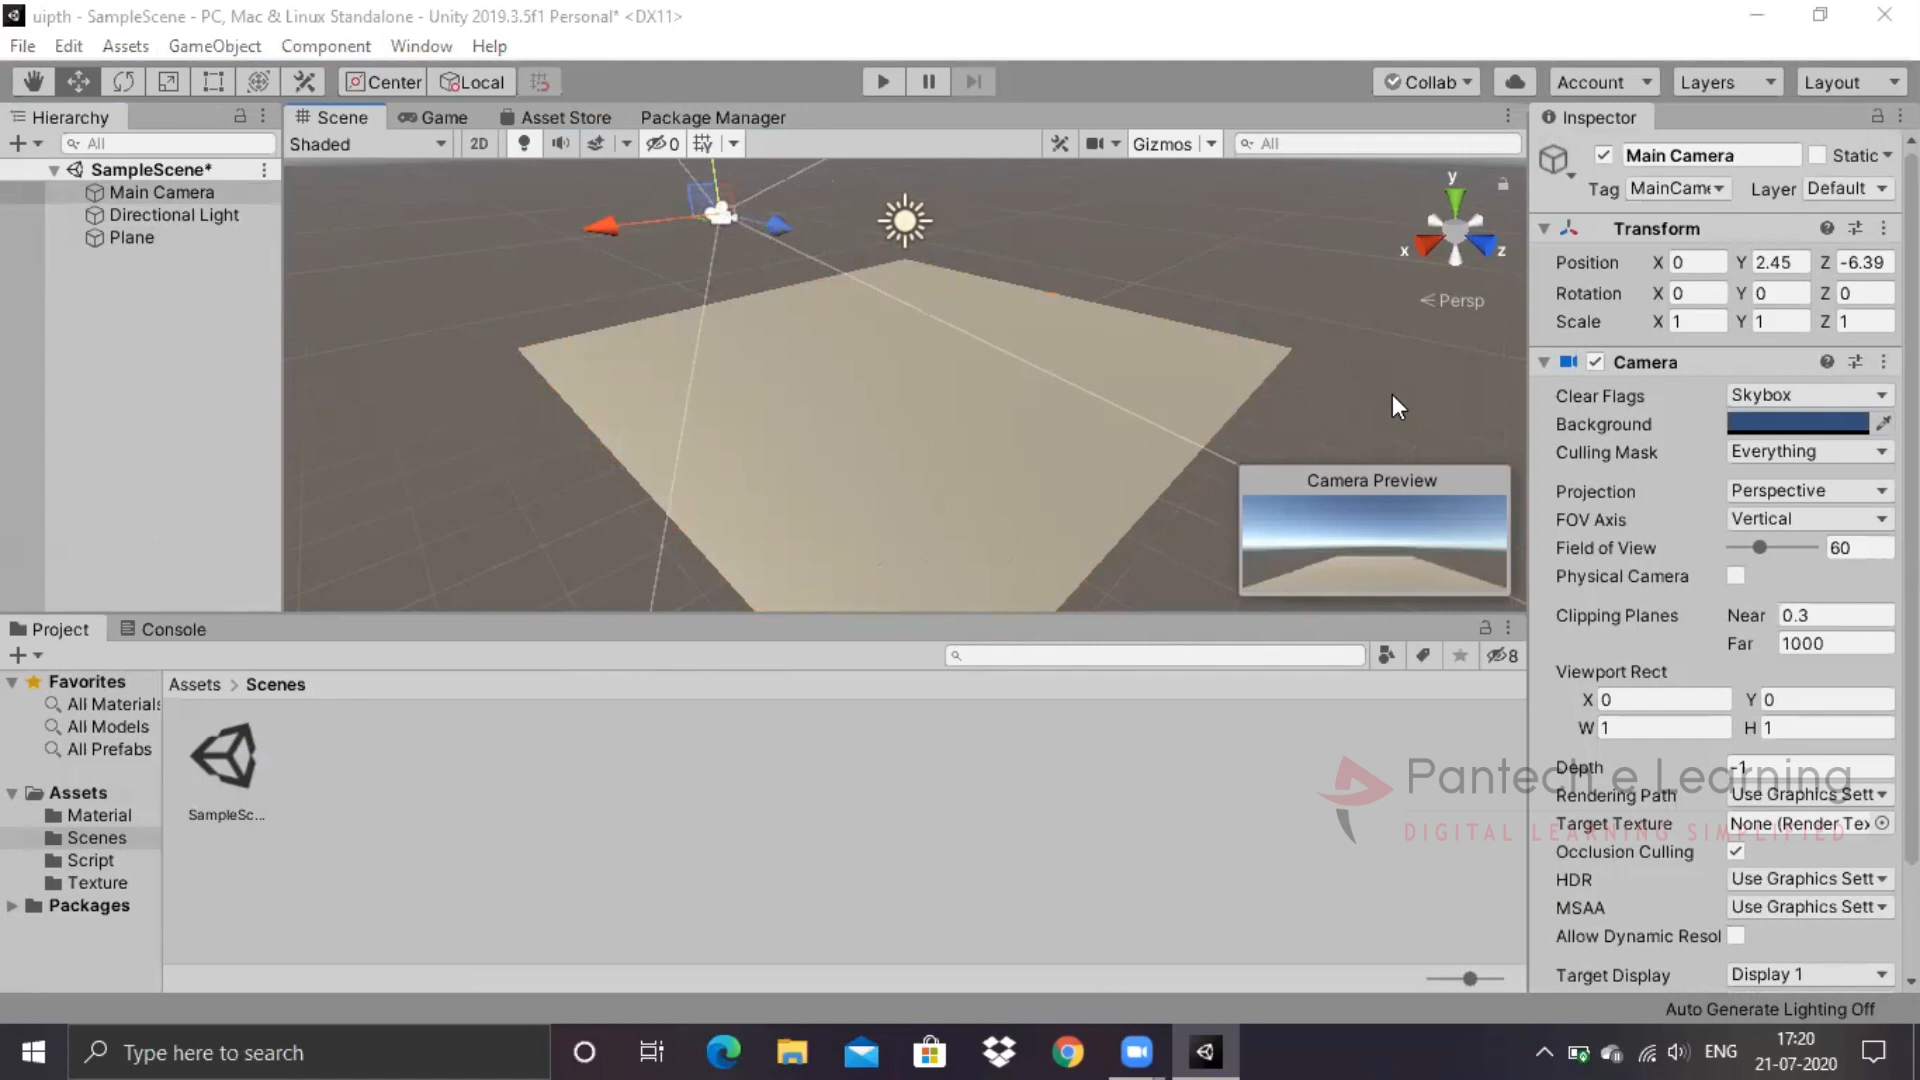 uipth - SampleScene - PC, Mac & Linux Standalone - Unity 2019.3.5f1 Personal* <DX11>
File Edit Assets GameObject Component Window Help
Center Local Collab Account Layers Layout
Hierarchy
All
SampleScene*
Main Camera
Directional Light
Plane
Scene Game Asset Store Package Manager
Shaded 2D 0 Gizmos All
y
x z
Persp
Camera Preview
Inspector
Main Camera Static
Tag MainCame Layer Default
Transform
Position X 0 Y 2.45 Z -6.39
Rotation X 0 Y 0 Z 0
Scale X 1 Y 1 Z 1
Camera
Clear Flags Skybox
Background
Culling Mask Everything
Projection Perspective
FOV Axis Vertical
Field of View 60
Physical Camera
Clipping Planes Near 0.3
Far 1000
Viewport Rect
X 0 Y 0
W 1 H 1
Depth -1
Rendering Path Use Graphics Sett
Target Texture None (Render Tex
Occlusion Culling
HDR Use Graphics Sett
MSAA Use Graphics Sett
Allow Dynamic Resol
Target Display Display 1
Pantech e Learning
DIGITAL LEARNING SIMPLIFIED
Project Console
8
Favorites
All Materials
All Models
All Prefabs
Assets
Material
Scenes
Script
Texture
Packages
Assets > Scenes
SampleSc...
Auto Generate Lighting Off
Type here to search
ENG
17:20
21-07-2020